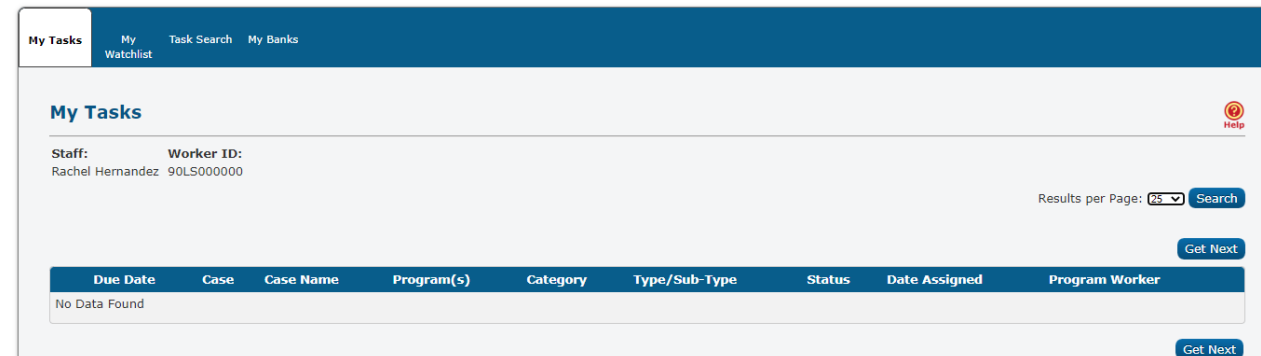 My Tasks My Watchlist Task Search My Banks
My Tasks
Help
Staff: Worker ID:
Rachel Hernandez 90LS000000
Results per Page: 25 Search
Get Next
Due Date Case Case Name Program(s) Category Type/Sub-Type Status Date Assigned Program Worker
No Data Found
Get Next